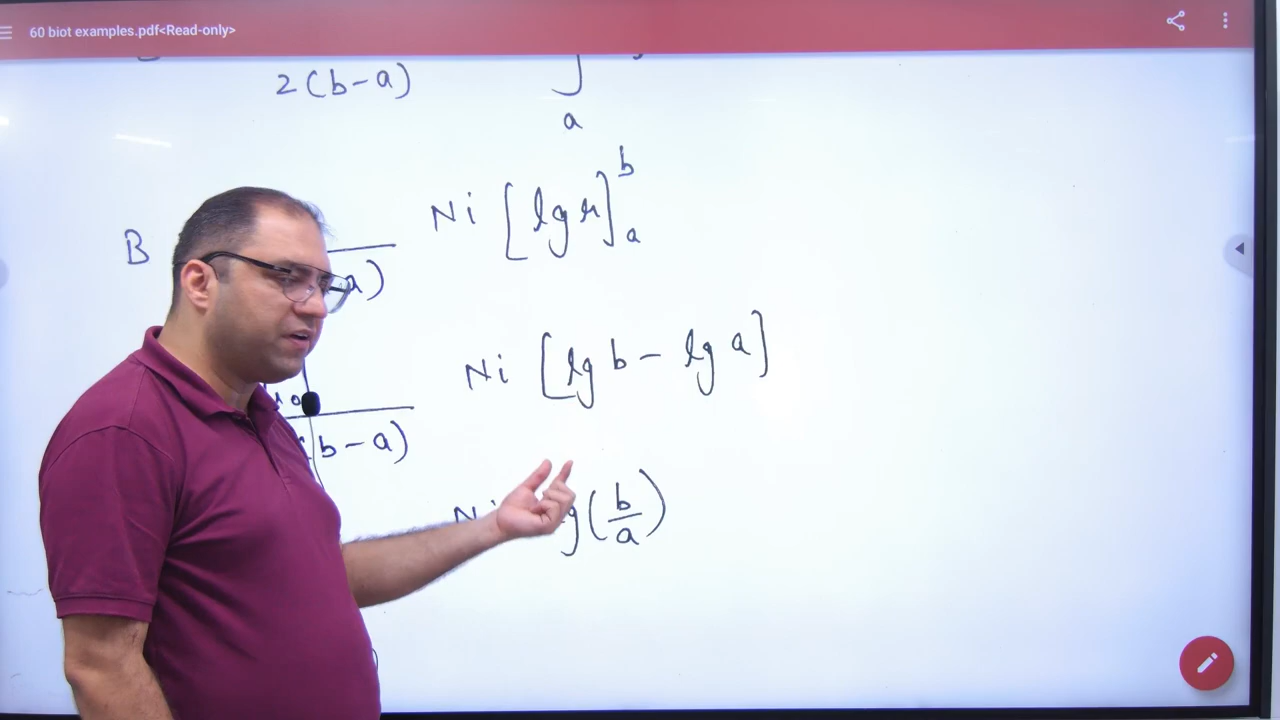 60 biot examples.pdf<Read-only>
2(b-a)
a
B Ni [lg r]
b
a
a)
Ni [lg b - lg a]
(b-a)
(b/a)